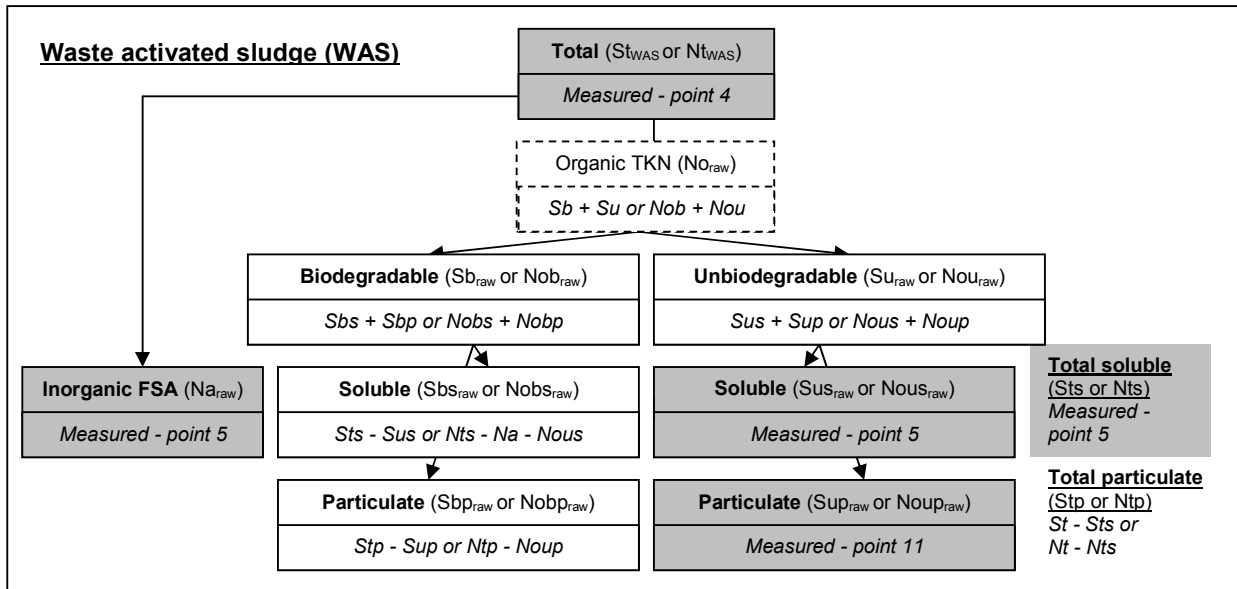 Waste activated sludge (WAS)
Total (StWAS or NtWAS)
Measured - point 4
Organic TKN (Noraw)
Sb + Su or Nob + Nou
Biodegradable (Sbraw or Nobraw)
Sbs + Sbp or Nobs + Nobp
Unbiodegradable (Suraw or Nouraw)
Sus + Sup or Nous + Noup
Inorganic FSA (Naraw)
Measured - point 5
Soluble (Sbsraw or Nobsraw)
Sts - Sus or Nts - Na - Nous
Soluble (Susraw or Nousraw)
Measured - point 5
Total soluble
(Sts or Nts)
Measured -
point 5
Particulate (Sbpraw or Nobpraw)
Stp - Sup or Ntp - Noup
Particulate (Supraw or Noupraw)
Measured - point 11
Total particulate
(Stp or Ntp)
St - Sts or
Nt - Nts